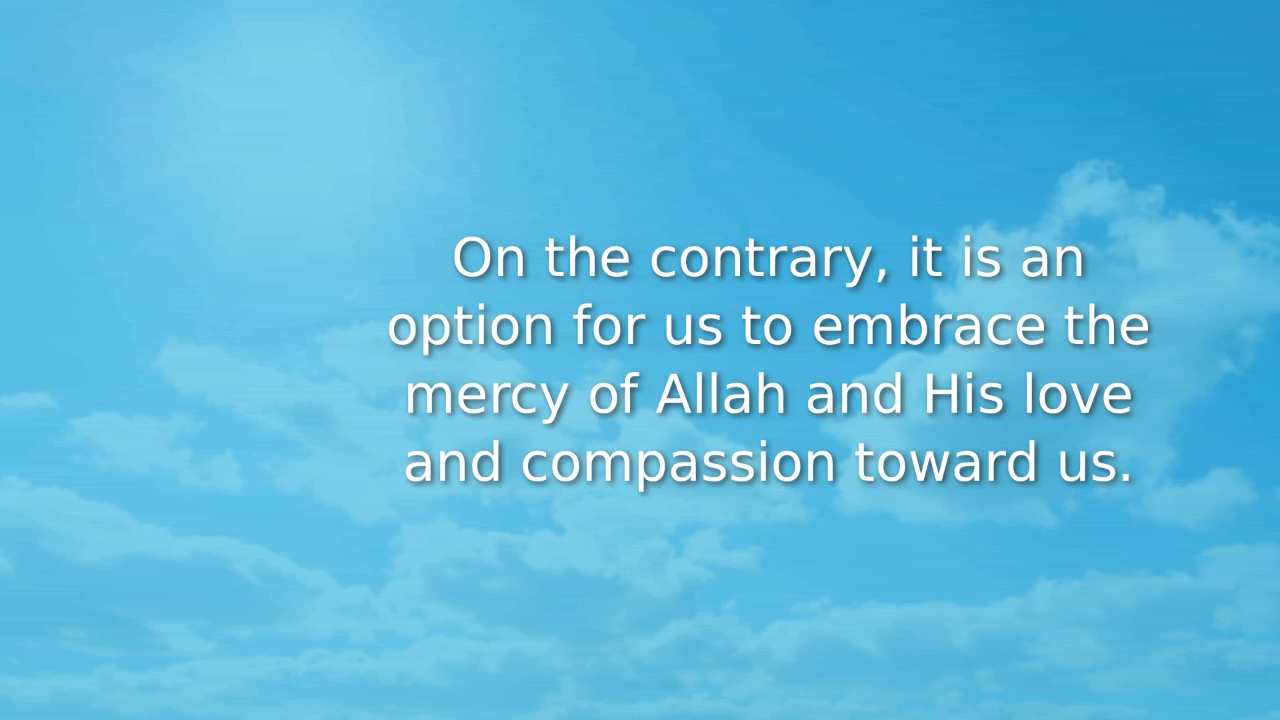 On the contrary, it is an
option for us to embrace the
mercy of Allah and His love
and compassion toward us.